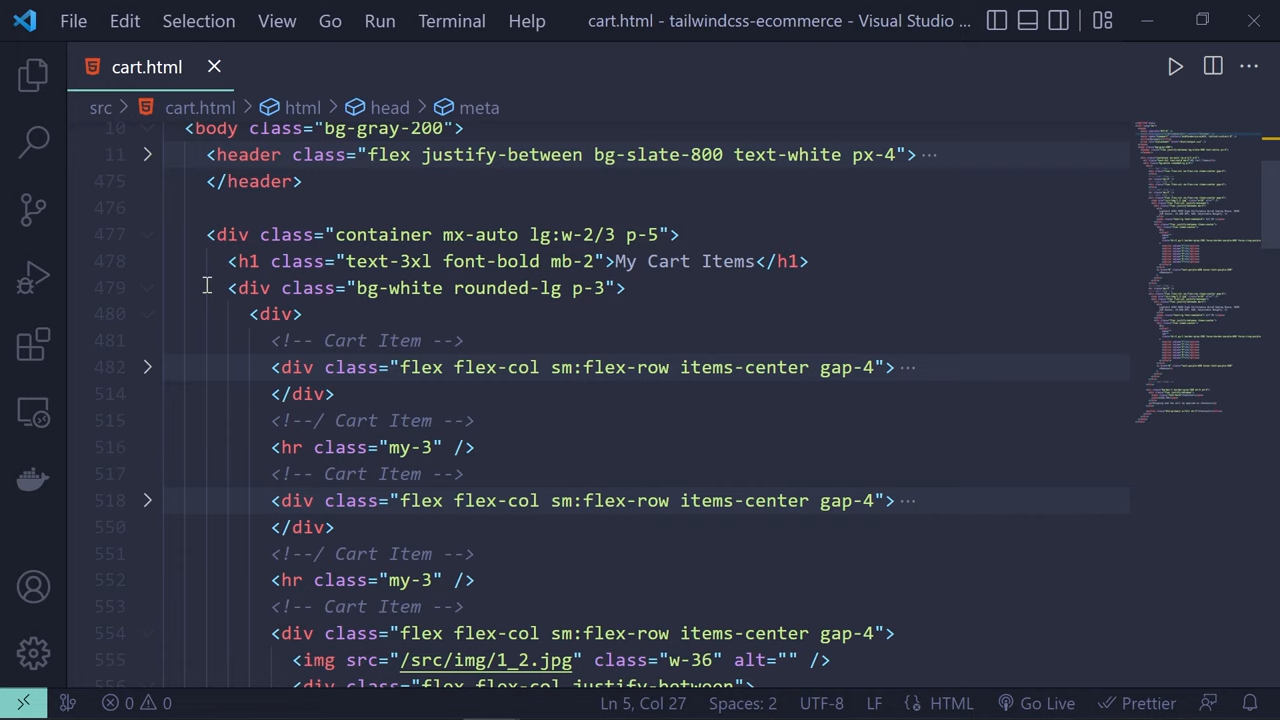 File Edit Selection View Go Run Terminal Help cart.html - tailwindcss-ecommerce - Visual Studio ...
cart.html
src > cart.html > html > head > meta
10 <body class="bg-gray-200">
11 <header class="flex justify-between bg-slate-800 text-white px-4"> ...
475 </header>
476
477 <div class="container mx-auto lg:w-2/3 p-5">
478 <h1 class="text-3xl font-bold mb-2">My Cart Items</h1>
479 <div class="bg-white rounded-lg p-3">
480 <div>
481 <!-- Cart Item -->
482 <div class="flex flex-col sm:flex-row items-center gap-4"> ...
514 </div>
515 <!--/ Cart Item -->
516 <hr class="my-3" />
517 <!-- Cart Item -->
518 <div class="flex flex-col sm:flex-row items-center gap-4"> ...
550 </div>
551 <!--/ Cart Item -->
552 <hr class="my-3" />
553 <!-- Cart Item -->
554 <div class="flex flex-col sm:flex-row items-center gap-4">
555 <img src="/src/img/1_2.jpg" class="w-36" alt="" />
<div class="flex flex-col justify-between">
0 0 Ln 5, Col 27 Spaces: 2 UTF-8 LF HTML Go Live Prettier